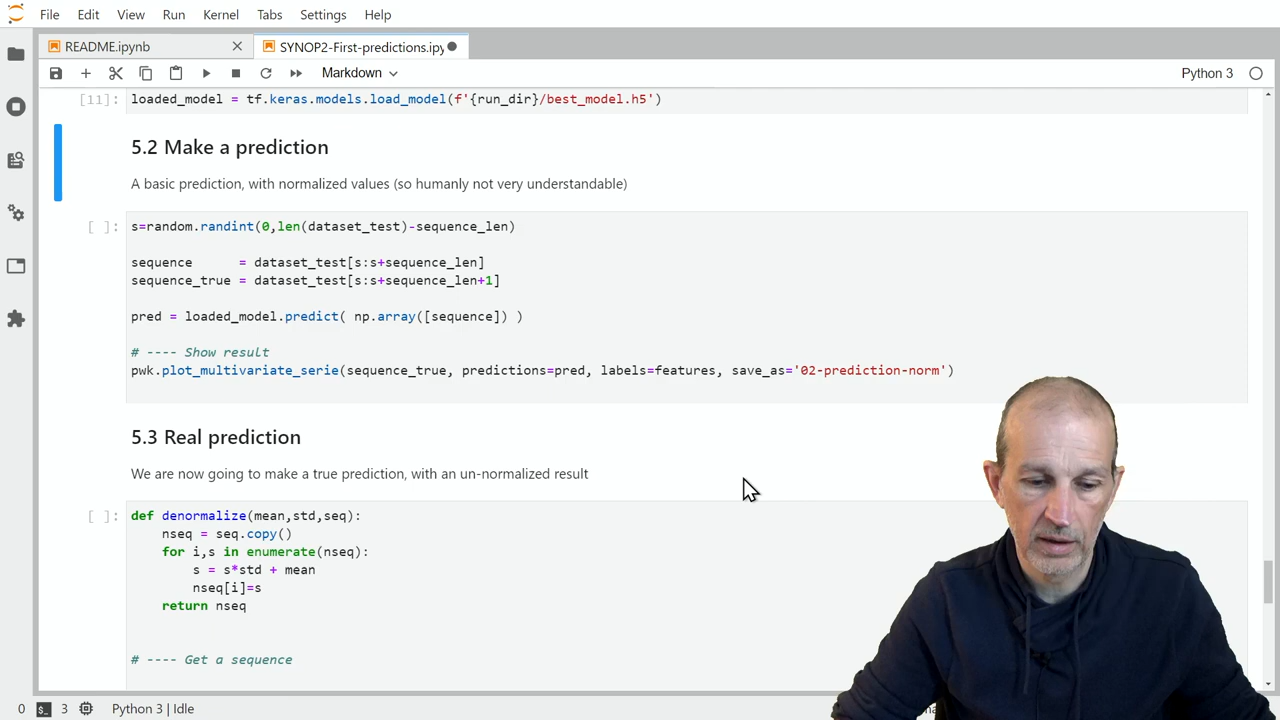 File Edit View Run Kernel Tabs Settings Help
README.ipynb
SYNOP2-First-predictions.ipy
Markdown
Python 3
[11]: loaded_model = tf.keras.models.load_model(f'{run_dir}/best_model.h5')
5.2 Make a prediction
A basic prediction, with normalized values (so humanly not very understandable)
[ ]: s=random.randint(0,len(dataset_test)-sequence_len)
sequence      = dataset_test[s:s+sequence_len]
sequence_true = dataset_test[s:s+sequence_len+1]
pred = loaded_model.predict( np.array([sequence]) )
# ---- Show result
pwk.plot_multivariate_serie(sequence_true, predictions=pred, labels=features, save_as='02-prediction-norm')
5.3 Real prediction
We are now going to make a true prediction, with an un-normalized result
[ ]: def denormalize(mean,std,seq):
    nseq = seq.copy()
    for i,s in enumerate(nseq):
        s = s*std + mean
        nseq[i]=s
    return nseq
# ---- Get a sequence
0 3 Python 3 | Idle